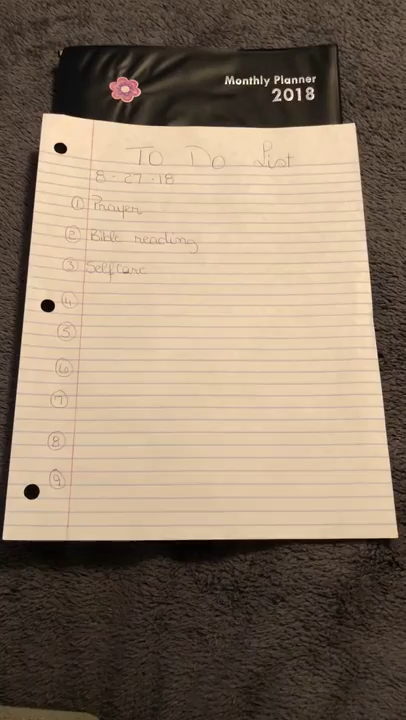 Monthly Planner
2018
To Do List
8-27-18
① Prayer
② Bible reading
③ Selfcare
④
⑤
⑥
⑦
⑧
⑨